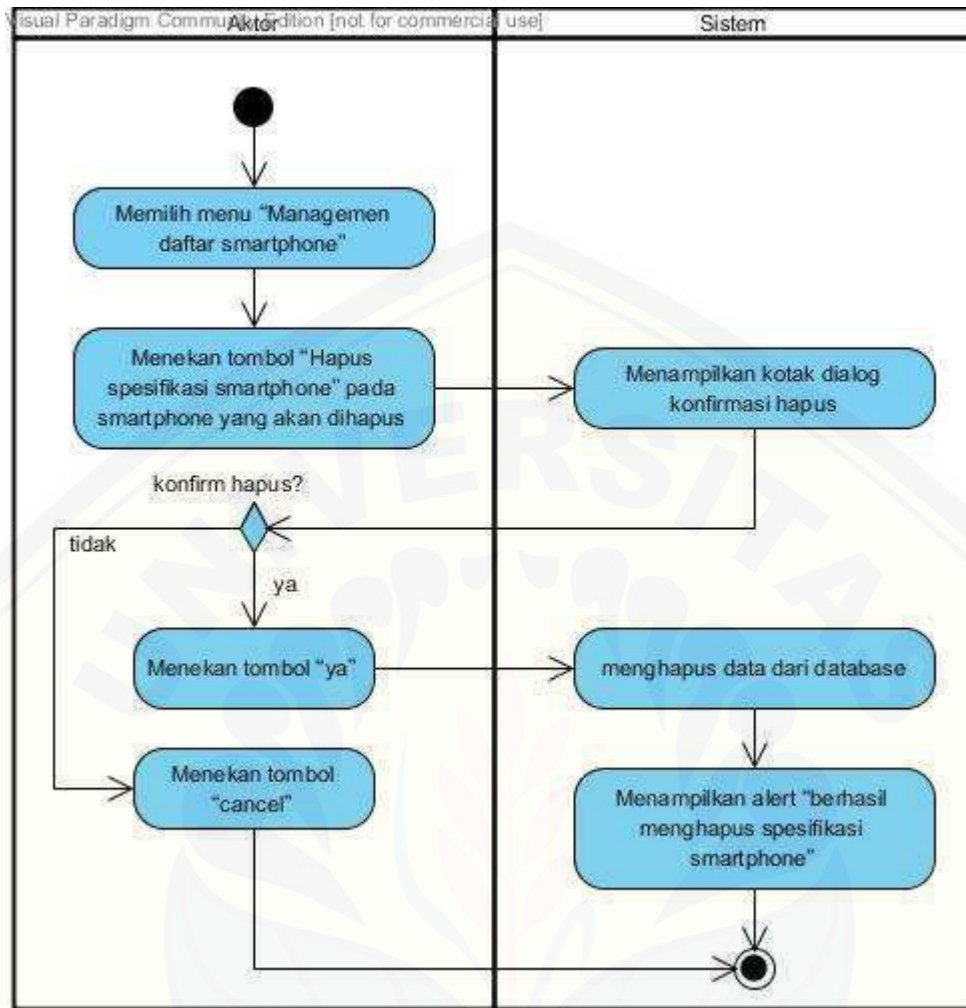 Visual Paradigm Community Edition [not for commercial use]
Aktor
Sistem
Memilih menu “Managemen
daftar smartphone”
Menekan tombol “Hapus
spesifikasi smartphone” pada
smartphone yang akan dihapus
Menampilkan kotak dialog
konfirmasi hapus
konfirm hapus?
tidak
ya
Menekan tombol “ya”
menghapus data dari database
Menekan tombol
“cancel”
Menampilkan alert “berhasil
menghapus spesifikasi
smartphone”
UNIVERSITAS